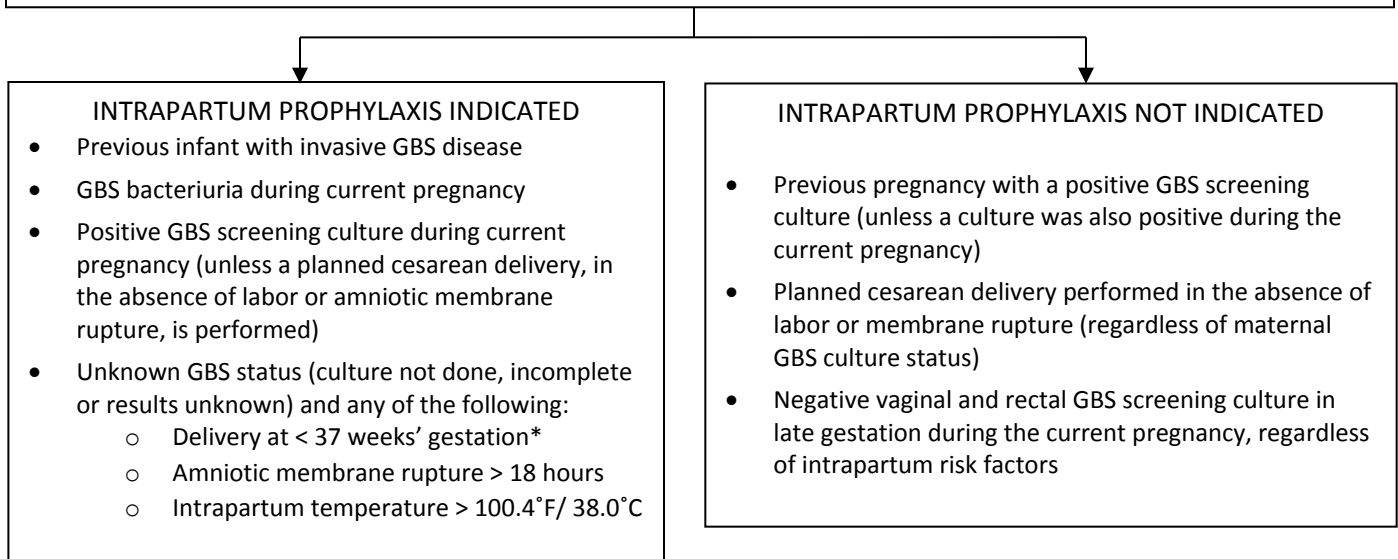 INTRAPARTUM PROPHYLAXIS INDICATED
• Previous infant with invasive GBS disease
• GBS bacteriuria during current pregnancy
• Positive GBS screening culture during current
pregnancy (unless a planned cesarean delivery, in
the absence of labor or amniotic membrane
rupture, is performed)
• Unknown GBS status (culture not done, incomplete
or results unknown) and any of the following:
o Delivery at < 37 weeks’ gestation*
o Amniotic membrane rupture > 18 hours
o Intrapartum temperature > 100.4˚F/ 38.0˚C
INTRAPARTUM PROPHYLAXIS NOT INDICATED
• Previous pregnancy with a positive GBS screening
culture (unless a culture was also positive during the
current pregnancy)
• Planned cesarean delivery performed in the absence of
labor or membrane rupture (regardless of maternal
GBS culture status)
• Negative vaginal and rectal GBS screening culture in
late gestation during the current pregnancy, regardless
of intrapartum risk factors